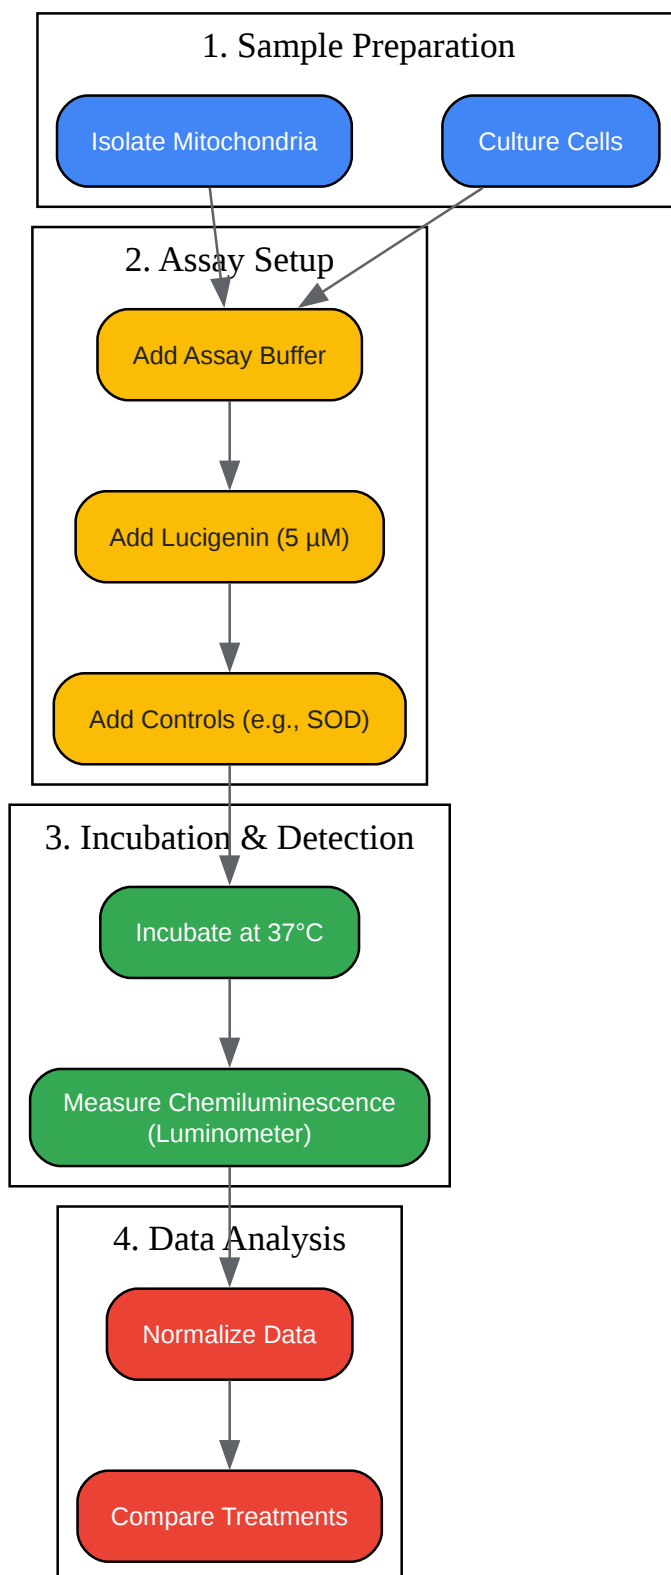 1. Sample Preparation
Isolate Mitochondria
Culture Cells
2. Assay Setup
Add Assay Buffer
Add Lucigenin (5 µM)
Add Controls (e.g., SOD)
3. Incubation & Detection
Incubate at 37°C
Measure Chemiluminescence
(Luminometer)
4. Data Analysis
Normalize Data
Compare Treatments